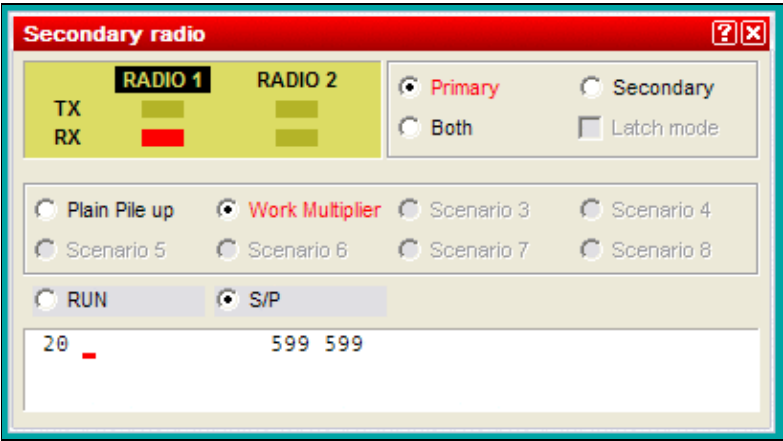 Secondary radio
RADIO 1 RADIO 2
TX
RX
Primary Secondary
Both Latch mode
Plain Pile up Work Multiplier Scenario 3 Scenario 4
Scenario 5 Scenario 6 Scenario 7 Scenario 8
RUN S/P
20 599 599